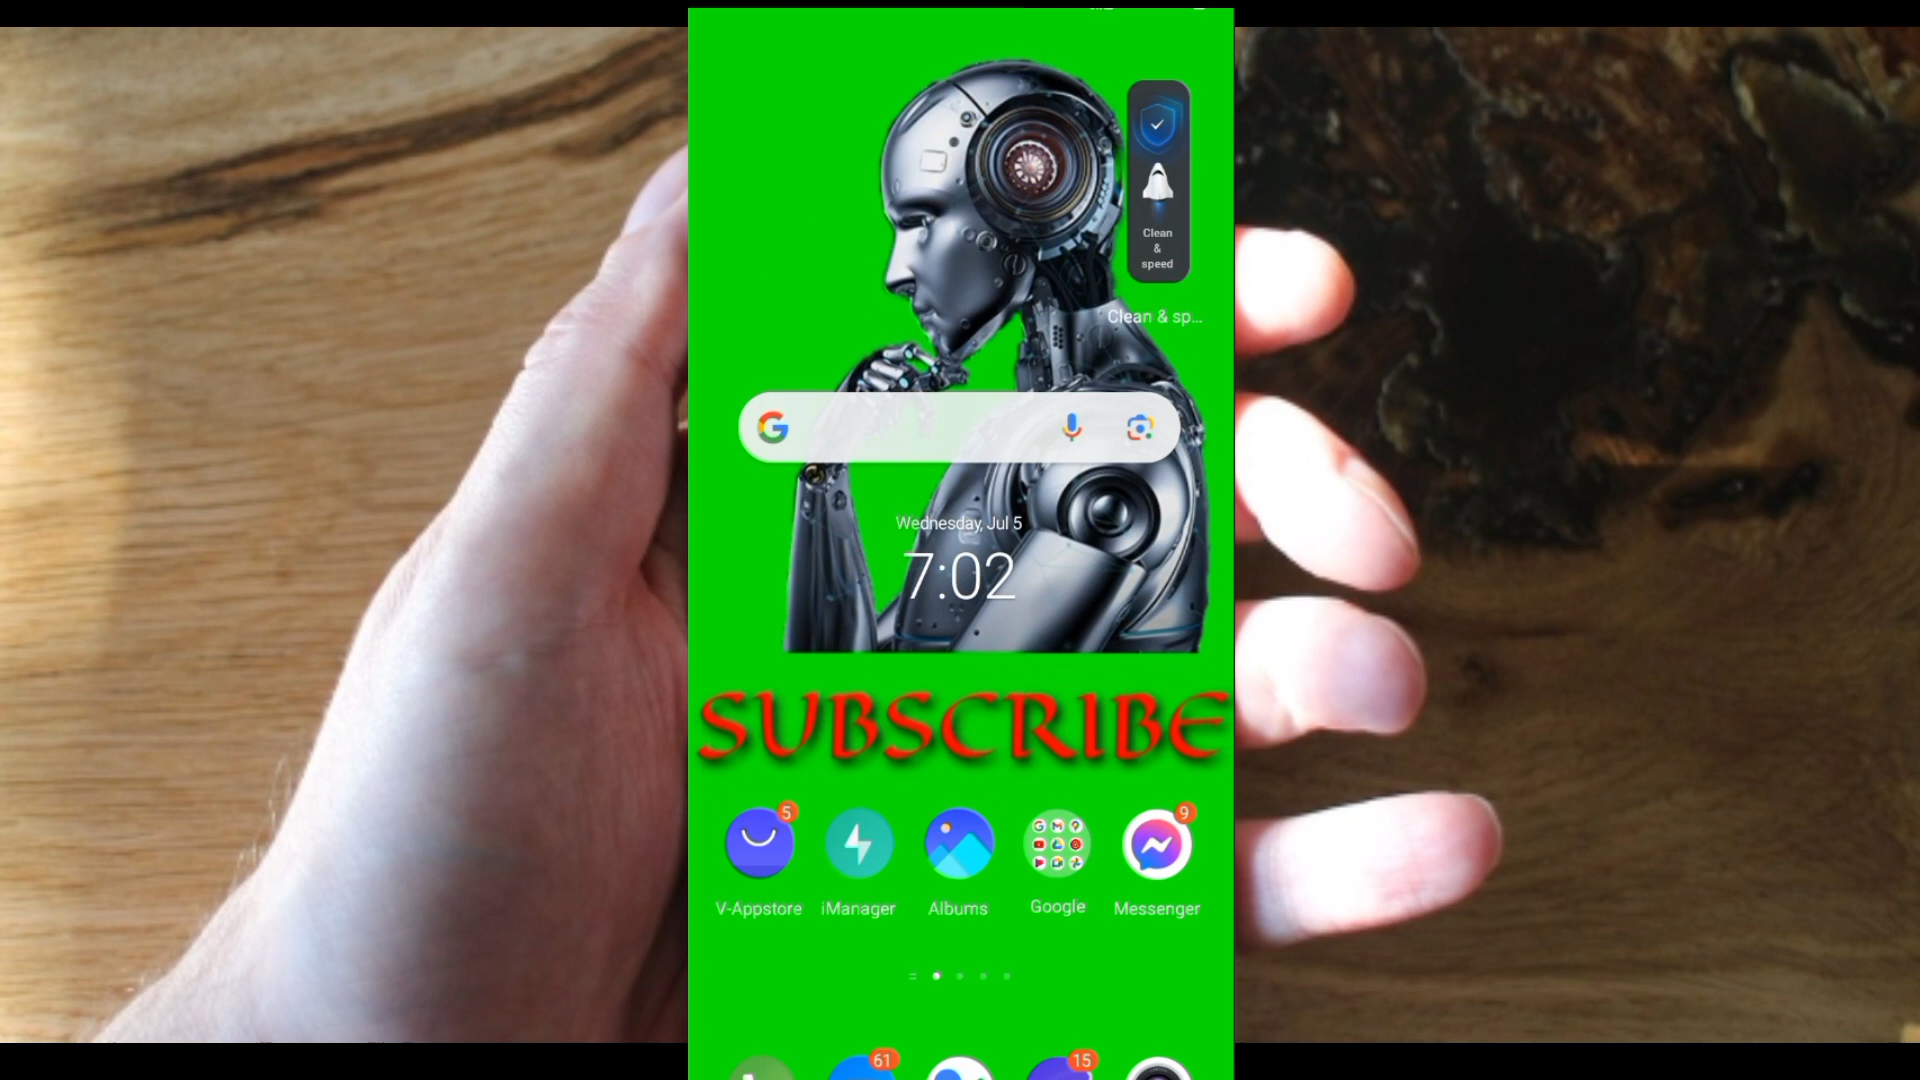 Clean
&
speed
Clean & sp...
Wednesday, Jul 5
7:02
SUBSCRIBE
5
9
V-Appstore iManager Albums Google Messenger
61
15